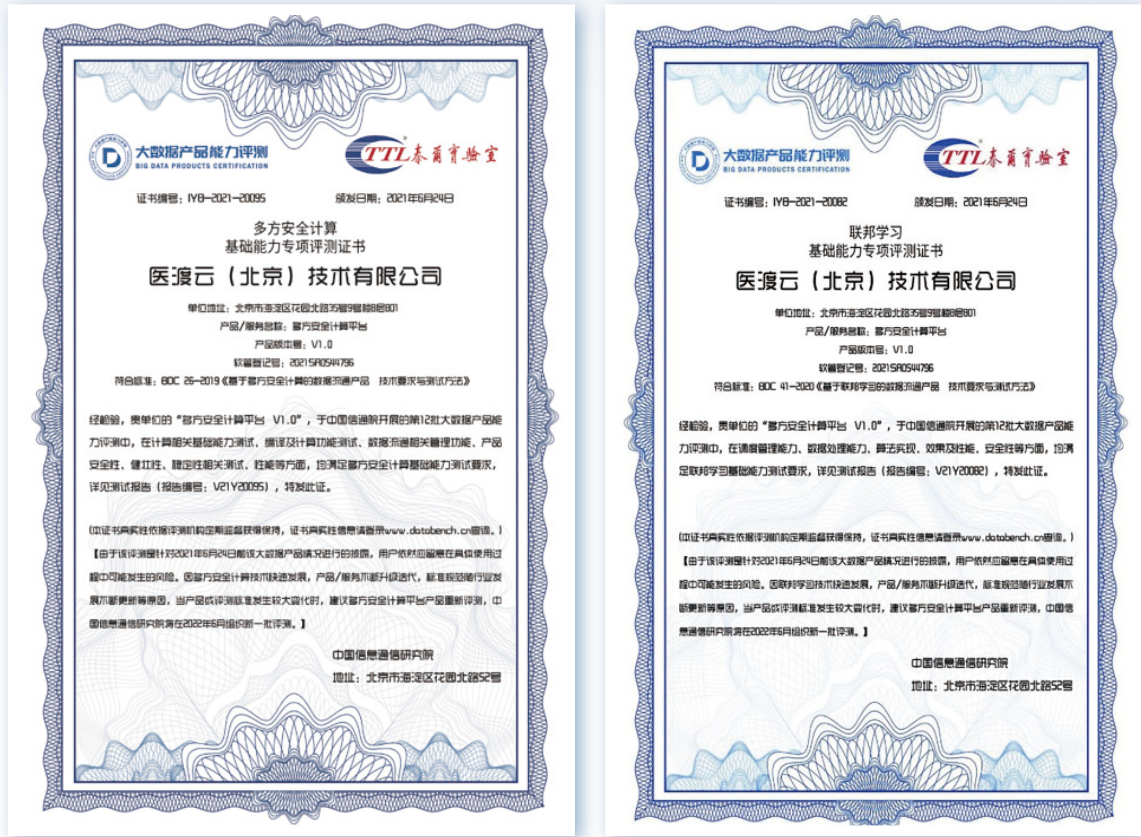 大数据产品能力评测
BIG DATA PRODUCTS CERTIFICATION
TTL泰尔实验室
证书编号：IYB-2021-20095
颁发日期：2021年6月24日
多方安全计算
基础能力专项评测证书
医渡云（北京）技术有限公司
单位地址：北京市海淀区花园北路35号9号楼8层801
产品/服务名称：多方安全计算平台
产品版本号：V1.0
软著登记号：2021SR0544796
符合标准：BDC 26-2019《基于多方安全计算的数据流通产品 技术要求与测试方法》
经检验，贵单位的“多方安全计算平台 V1.0”，于中国信通院开展的第12批大数据产品能
力评测中，在计算相关基础能力测试、编译及计算功能测试、数据流通相关管理功能、产品
安全性、健壮性、稳定性相关测试、性能等方面，均满足多方安全计算基础能力测试要求，
详见测试报告（报告编号：V21Y20095），特发此证。
(本证书真实性依据评测机构定期监督获得保持，证书真实性信息请登录www.databench.cn查询。)
【由于该评测是针对2021年6月24日前该大数据产品情况进行的披露，用户依然应留意在具体使用过
程中可能发生的风险。因多方安全计算技术快速发展，产品/服务不断升级迭代，标准规范随行业发
展不断更新等原因，当产品或评测标准发生较大变化时，建议多方安全计算平台产品重新评测，中
国信息通信研究院将在2022年6月组织新一批评测。】
中国信息通信研究院
地址：北京市海淀区花园北路52号
大数据产品能力评测
BIG DATA PRODUCTS CERTIFICATION
TTL泰尔实验室
证书编号：IYB-2021-20082
颁发日期：2021年6月24日
联邦学习
基础能力专项评测证书
医渡云（北京）技术有限公司
单位地址：北京市海淀区花园北路35号9号楼8层801
产品/服务名称：多方安全计算平台
产品版本号：V1.0
软著登记号：2021SR0544796
符合标准：BDC 41-2020《基于联邦学习的数据流通产品 技术要求与测试方法》
经检验，贵单位的“多方安全计算平台 V1.0”，于中国信通院开展的第12批大数据产品能
力评测中，在调度管理能力、数据处理能力、算法实现、效果及性能、安全性等方面，均满
足联邦学习基础能力测试要求，详见测试报告（报告编号：V21Y20082），特发此证。
(本证书真实性依据评测机构定期监督获得保持，证书真实性信息请登录www.databench.cn查询。)
【由于该评测是针对2021年6月24日前该大数据产品情况进行的披露，用户依然应留意在具体使用过
程中可能发生的风险。因联邦学习技术快速发展，产品/服务不断升级迭代，标准规范随行业发展不
断更新等原因，当产品或评测标准发生较大变化时，建议多方安全计算平台产品重新评测，中国信
息通信研究院将在2022年6月组织新一批评测。】
中国信息通信研究院
地址：北京市海淀区花园北路52号